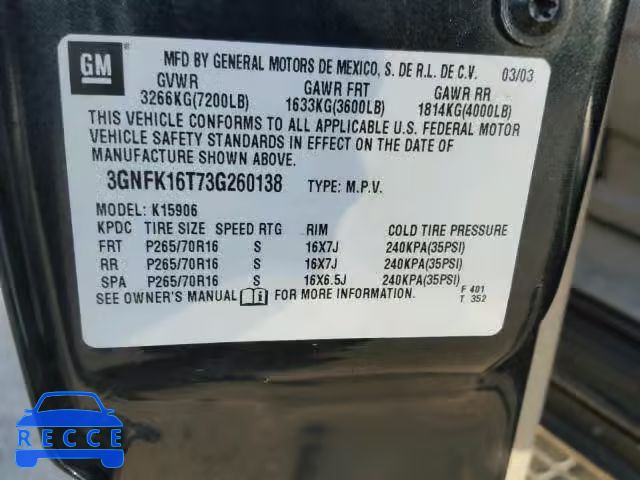 GM
MFD BY GENERAL MOTORS DE MEXICO, S. DE R.L. DE C.V. 03/03
GVWR GAWR FRT GAWR RR
3266KG(7200LB) 1633KG(3600LB) 1814KG(4000LB)
THIS VEHICLE CONFORMS TO ALL APPLICABLE U.S. FEDERAL MOTOR
VEHICLE SAFETY STANDARDS IN EFFECT ON THE DATE OF
MANUFACTURE SHOWN ABOVE.
3GNFK16T73G260138 TYPE: M.P.V.
MODEL: K15906
KPDC TIRE SIZE SPEED RTG RIM COLD TIRE PRESSURE
FRT P265/70R16 S 16X7J 240KPA(35PSI)
RR P265/70R16 S 16X7J 240KPA(35PSI)
SPA P265/70R16 S 16X6.5J 240KPA(35PSI)
SEE OWNER'S MANUAL FOR MORE INFORMATION.
F 401
T 352
RECCE